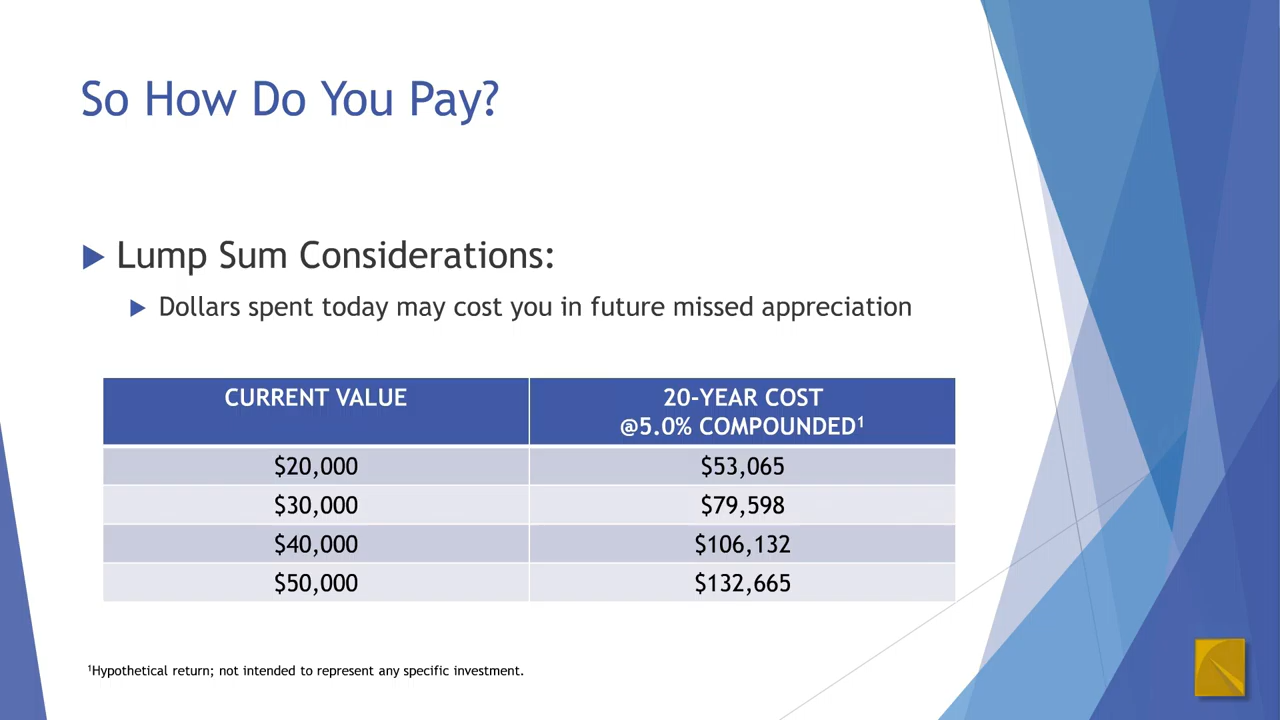 So How Do You Pay?
Lump Sum Considerations:
Dollars spent today may cost you in future missed appreciation
CURRENT VALUE
20-YEAR COST
@5.0% COMPOUNDED¹
$20,000 $53,065
$30,000 $79,598
$40,000 $106,132
$50,000 $132,665
¹Hypothetical return; not intended to represent any specific investment.